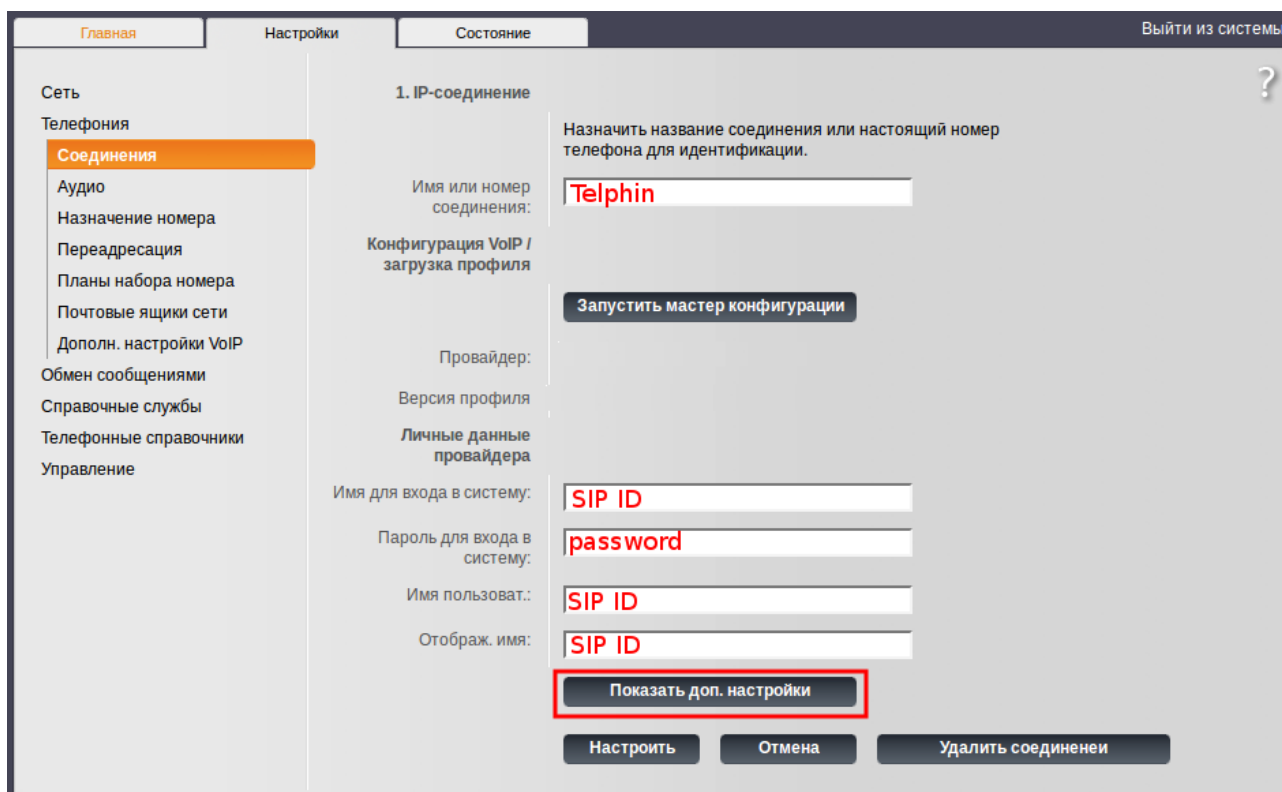 Главная
Настройки
Состояние
Выйти из системы
?
Сеть
Телефония
Соединения
Аудио
Назначение номера
Переадресация
Планы набора номера
Почтовые ящики сети
Дополн. настройки VoIP
Обмен сообщениями
Справочные службы
Телефонные справочники
Управление
1. IP-соединение
Назначить название соединения или настоящий номер
телефона для идентификации.
Имя или номер
соединения:
Telphin
Конфигурация VoIP /
загрузка профиля
Запустить мастер конфигурации
Провайдер:
Версия профиля
Личные данные
провайдера
Имя для входа в систему:
SIP ID
Пароль для входа в
систему:
password
Имя пользоват.:
SIP ID
Отображ. имя:
SIP ID
Показать доп. настройки
Настроить
Отмена
Удалить соединенеи